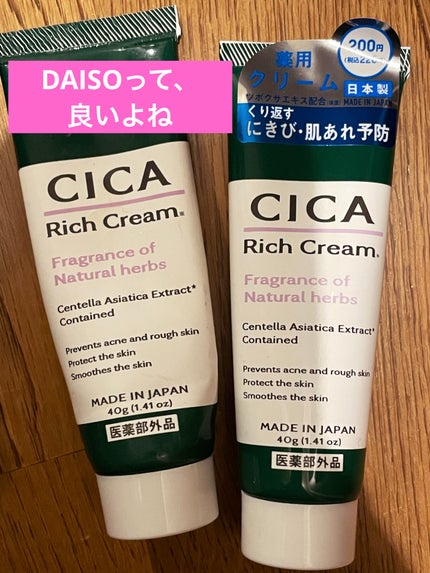 DAISOって、
良いよね
CICA
Rich Cream
Fragrance of
Natural herbs
Centella Asiatica Extract*
Contained
Prevents acne and rough skin
Protect the skin
Smoothes the skin
MADE IN JAPAN
40g (1.41 oz)
医薬部外品
200円
薬用
クリーム
日本製
ツボクサエキス配合
MADE IN JAPAN
くり返す
にきび・肌あれ予防
CICA
Rich Cream
Fragrance of
Natural herbs
Centella Asiatica Extract*
Contained
Prevents acne and rough skin
Protect the skin
Smoothes the skin
MADE IN JAPAN
40g (1.41 oz)
医薬部外品